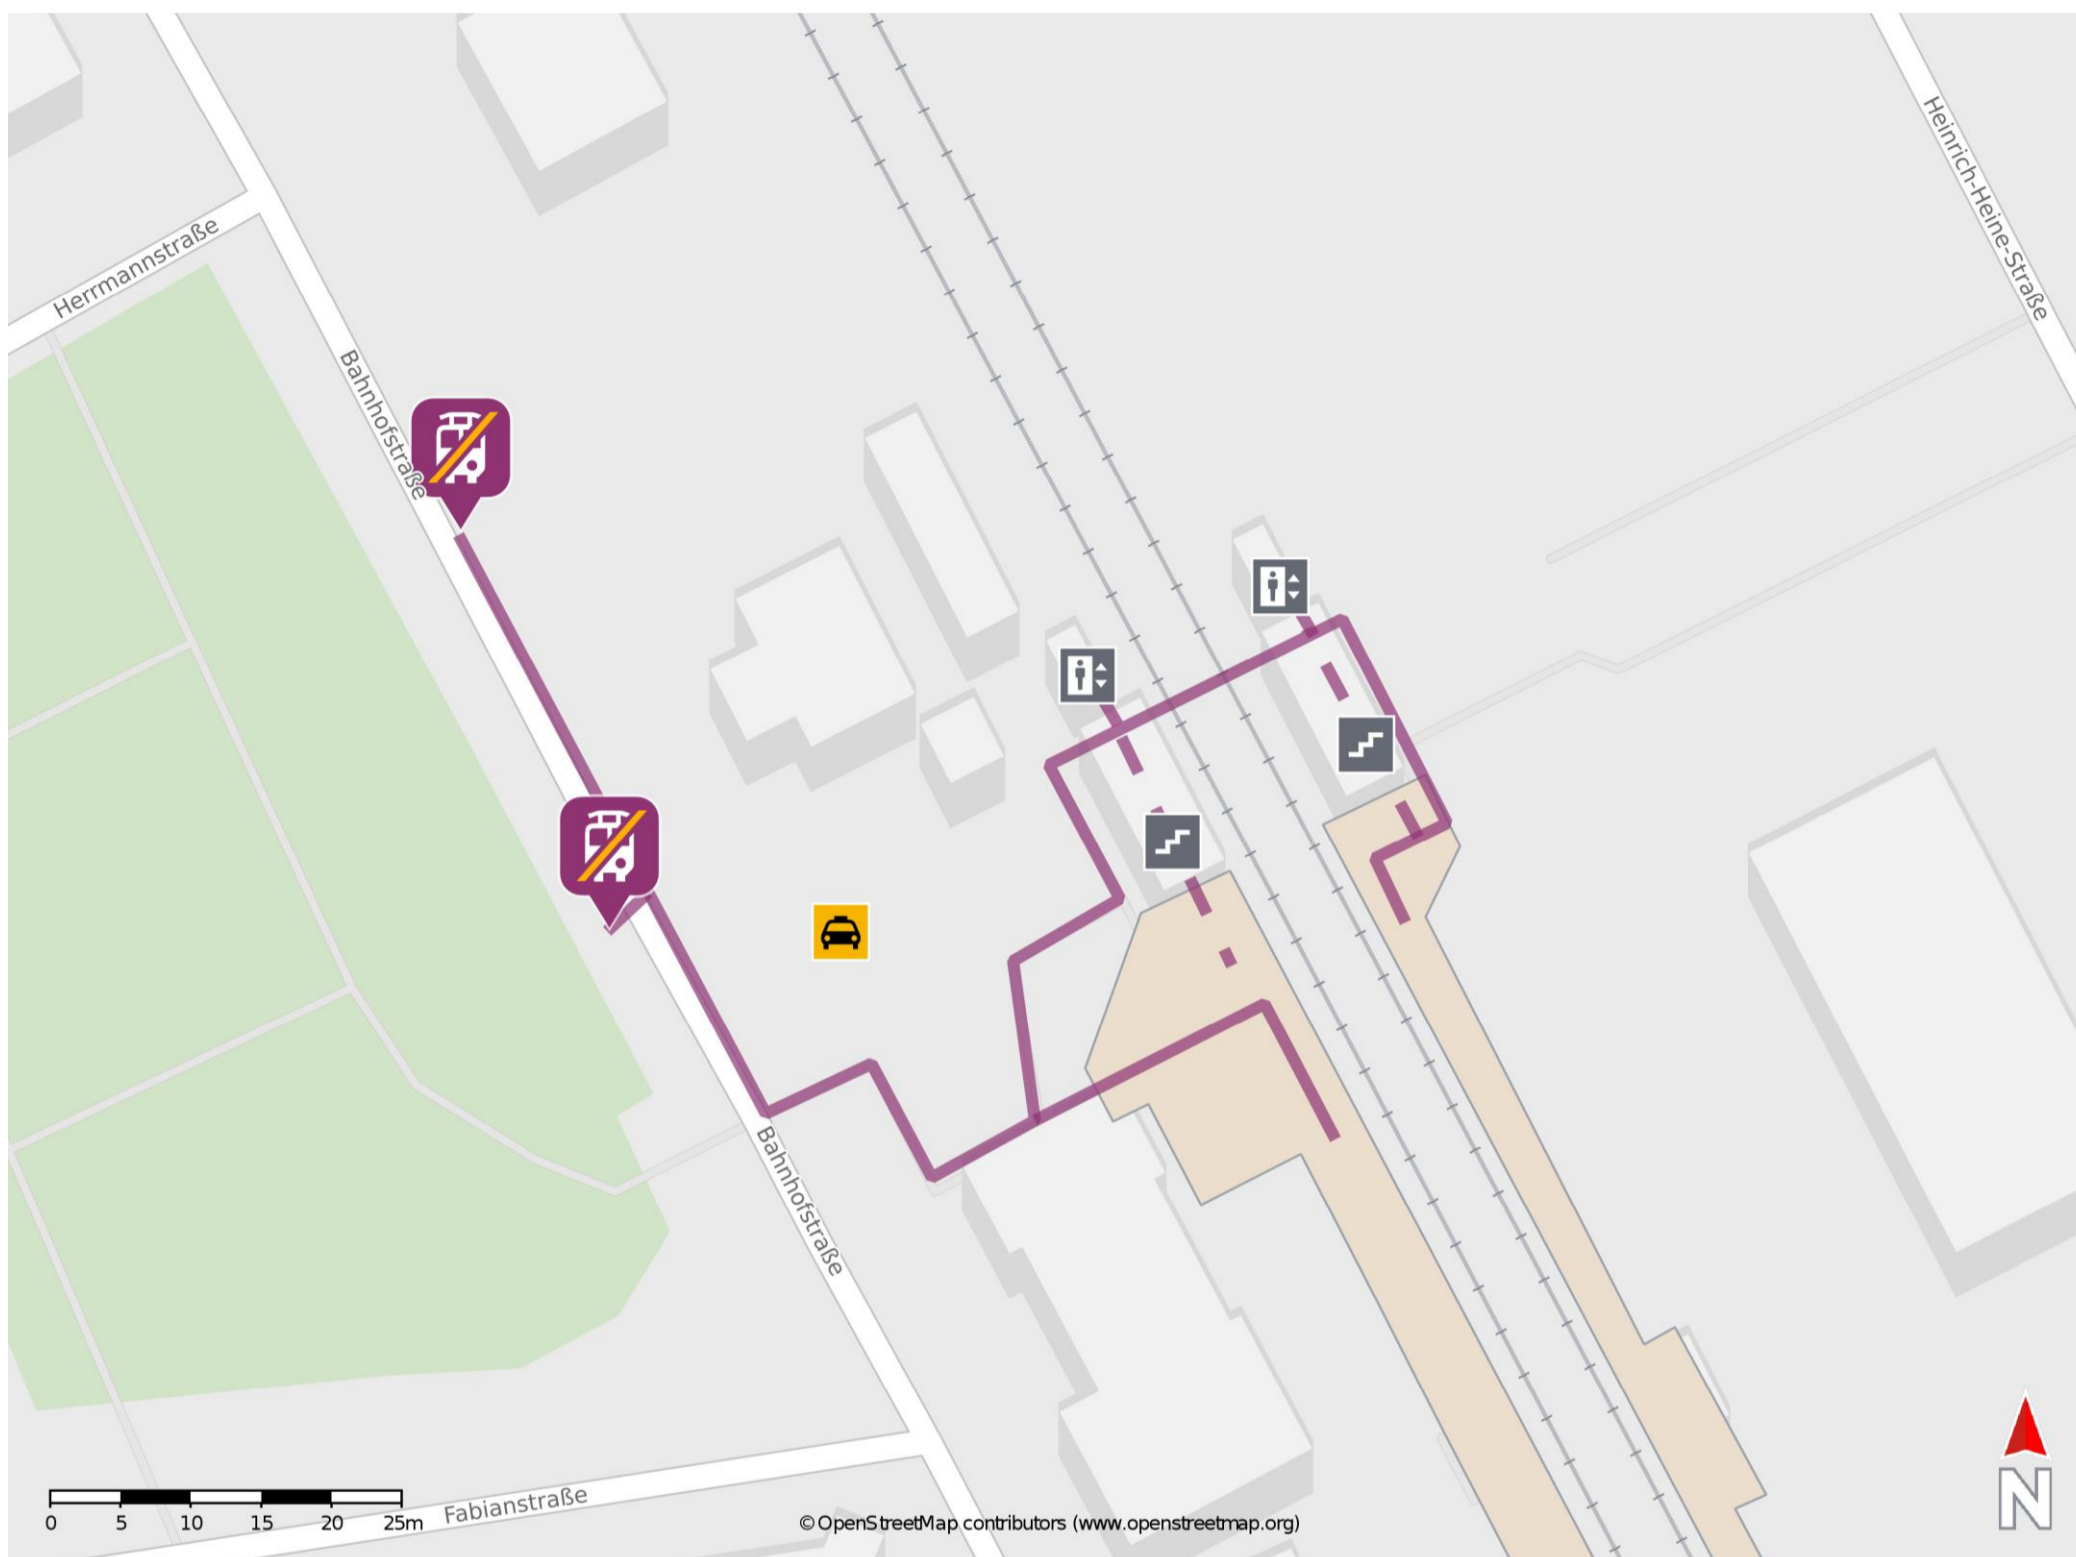 Heinrich-Heine-Straße
Herrmannstraße
Bahnhofstraße
Bahnhofstraße
Fabianstraße
0 5 10 15 20 25m
© OpenStreetMap contributors (www.openstreetmap.org)
N